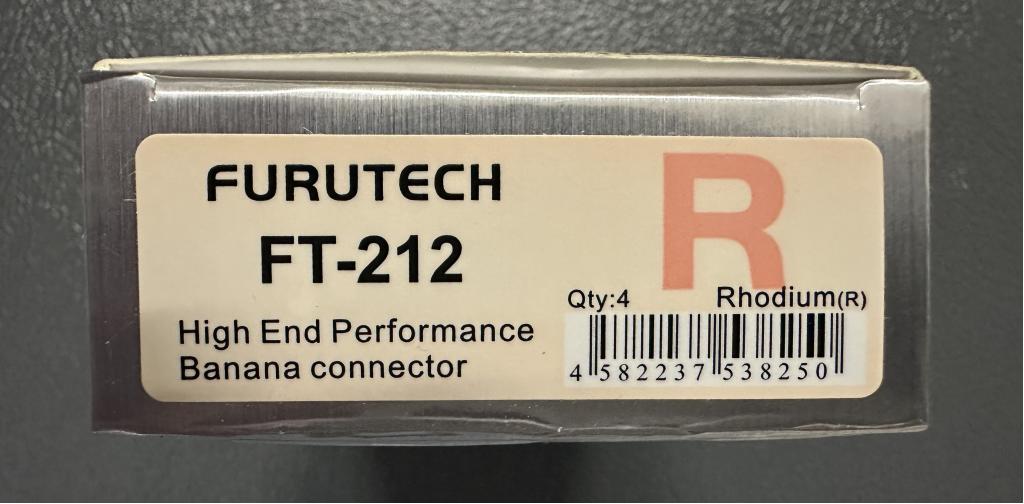 FURUTECH
FT-212
High End Performance
Banana connector
R
Qty:4 Rhodium(R)
4 582237 538250